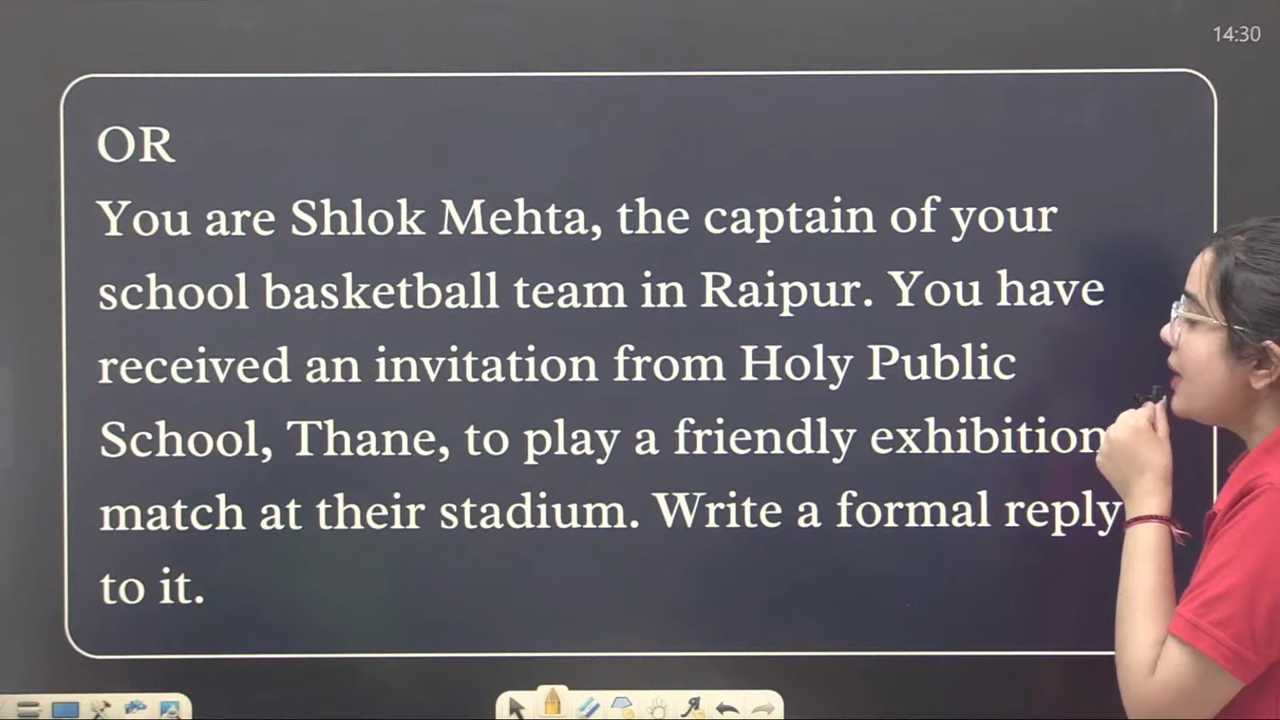 14:30
OR
You are Shlok Mehta, the captain of your
school basketball team in Raipur. You have
received an invitation from Holy Public
School, Thane, to play a friendly exhibition
match at their stadium. Write a formal reply
to it.